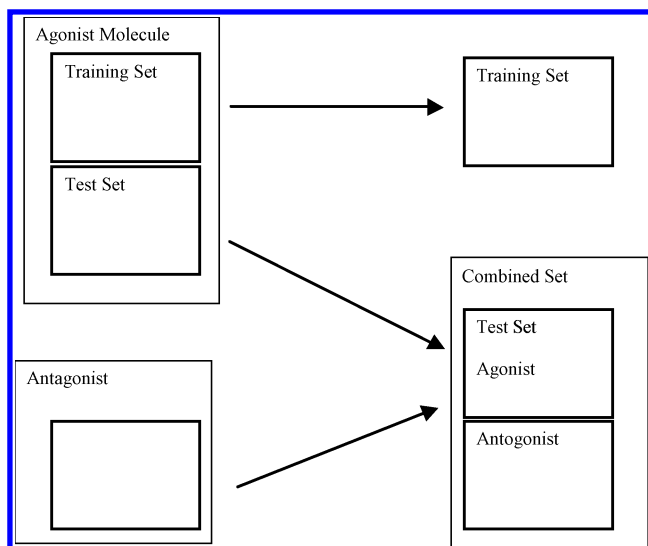 Agonist Molecule
Training Set
Test Set
Antagonist
Training Set
Combined Set
Test Set
Agonist
Antogonist